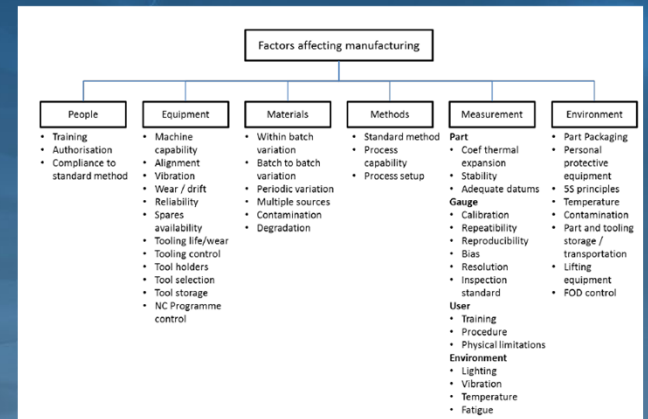 Factors affecting manufacturing
People
• Training
• Authorisation
• Compliance to
standard method
Equipment
• Machine
capability
• Alignment
• Vibration
• Wear / drift
• Reliability
• Spares
availability
• Tooling life/wear
• Tooling control
• Tool holders
• Tool selection
• Tool storage
• NC Programme
control
Materials
• Within batch
variation
• Batch to batch
variation
• Periodic variation
• Multiple sources
• Contamination
• Degradation
Methods
• Standard method
• Process
capability
• Process setup
Measurement
Part
• Coef thermal
expansion
• Stability
• Adequate datums
Gauge
• Calibration
• Repeatibility
• Reproducibility
• Bias
• Resolution
• Inspection
standard
User
• Training
• Procedure
• Physical limitations
Environment
• Lighting
• Vibration
• Temperature
• Fatigue
Environment
• Part Packaging
• Personal
protective
equipment
• 5S principles
• Temperature
• Contamination
• Part and tooling
storage /
transportation
• Lifting
equipment
• FOD control